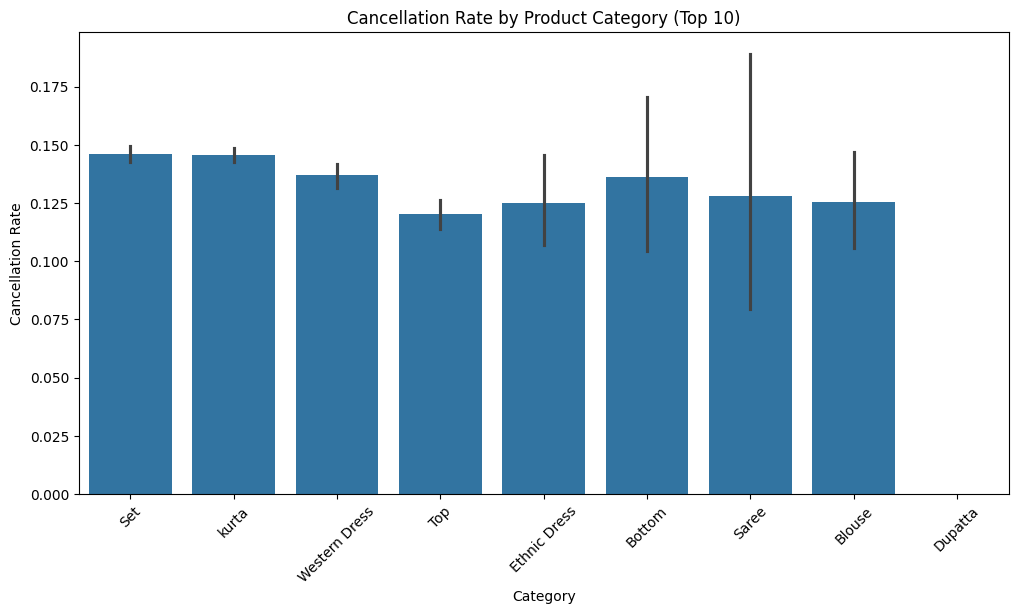 Cancellation Rate by Product Category (Top 10)
Cancellation Rate
0.175
0.150
0.125
0.100
0.075
0.050
0.025
0.000
Set
kurta
Western Dress
Top
Ethnic Dress
Bottom
Saree
Blouse
Dupatta
Category